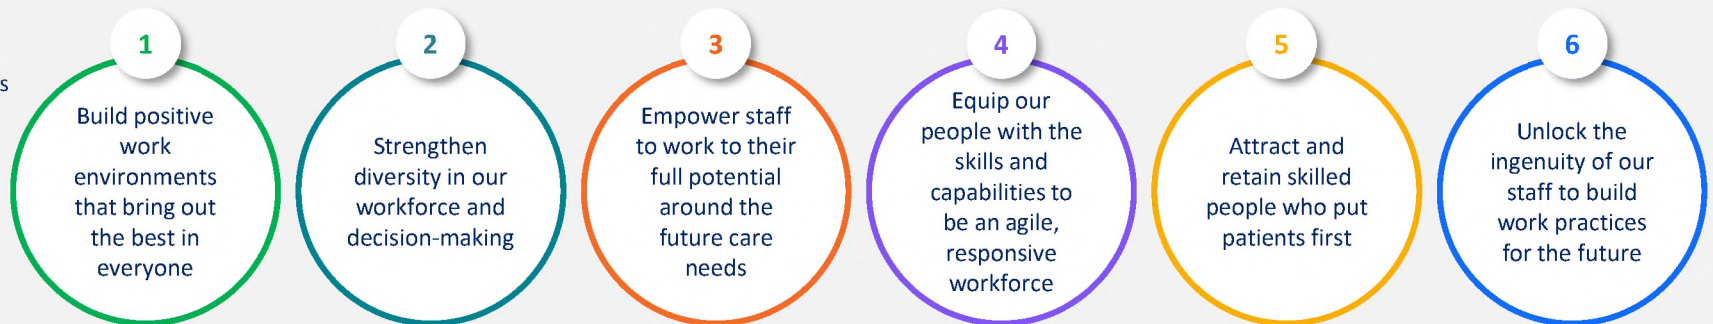 s
1
Build positive
work
environments
that bring out
the best in
everyone
2
Strengthen
diversity in our
workforce and
decision-making
3
Empower staff
to work to their
full potential
around the
future care
needs
4
Equip our
people with the
skills and
capabilities to
be an agile,
responsive
workforce
5
Attract and
retain skilled
people who put
patients first
6
Unlock the
ingenuity of our
staff to build
work practices
for the future